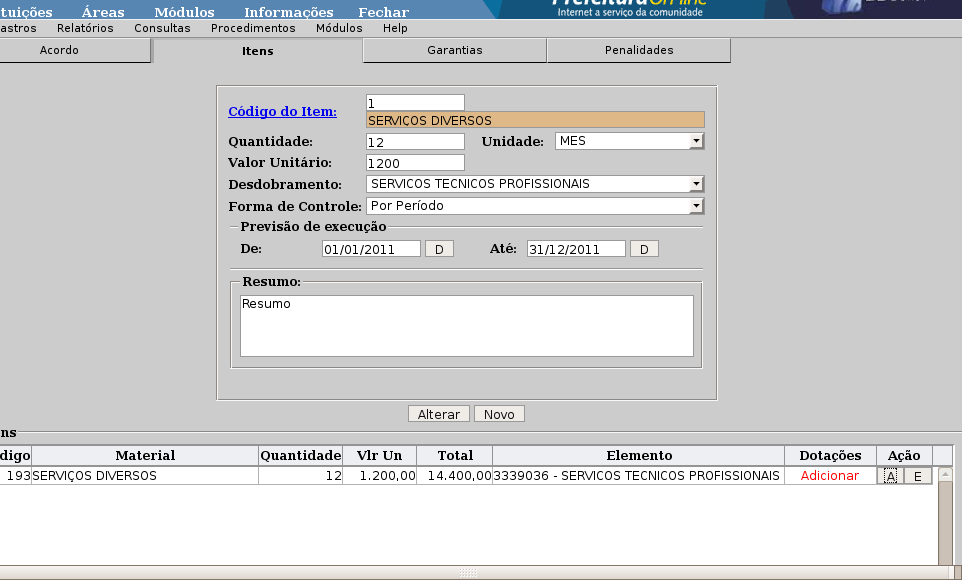 tuições Áreas Módulos Informações Fechar
PrefeituraOnline
Internet a serviço da comunidade
astros Relatórios Consultas Procedimentos Módulos Help
Acordo Itens Garantias Penalidades
Código do Item: 1
SERVIÇOS DIVERSOS
Quantidade: 12 Unidade: MES
Valor Unitário: 1200
Desdobramento: SERVICOS TECNICOS PROFISSIONAIS
Forma de Controle: Por Período
Previsão de execução
De: 01/01/2011 D Até: 31/12/2011 D
Resumo:
Resumo
Alterar Novo
ns
digo Material Quantidade Vlr Un Total Elemento Dotações Ação
193 SERVIÇOS DIVERSOS 12 1.200,00 14.400,00 3339036 - SERVICOS TECNICOS PROFISSIONAIS Adicionar A E